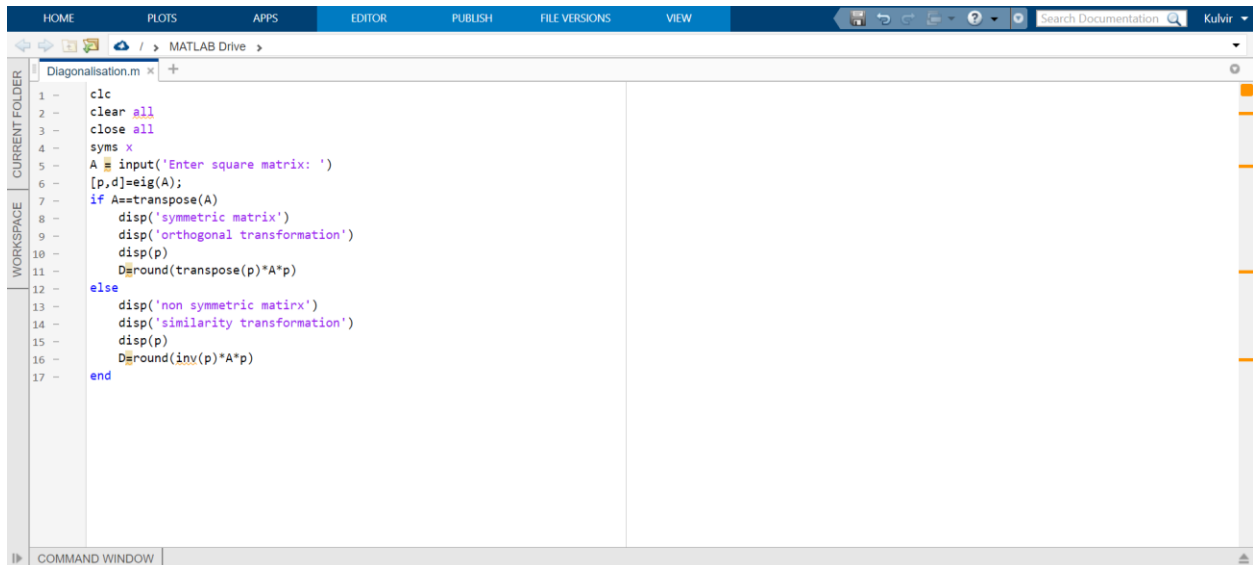 HOME PLOTS APPS EDITOR PUBLISH FILE VERSIONS VIEW Search Documentation Kulvir
/ > MATLAB Drive >
Diagonalisation.m × +
CURRENT FOLDER
WORKSPACE
1 - clc
2 - clear all
3 - close all
4 - syms x
5 - A = input('Enter square matrix: ')
6 - [p,d]=eig(A);
7 - if A==transpose(A)
8 - disp('symmetric matrix')
9 - disp('orthogonal transformation')
10 - disp(p)
11 - D=round(transpose(p)*A*p)
12 - else
13 - disp('non symmetric matirx')
14 - disp('similarity transformation')
15 - disp(p)
16 - D=round(inv(p)*A*p)
17 - end
COMMAND WINDOW